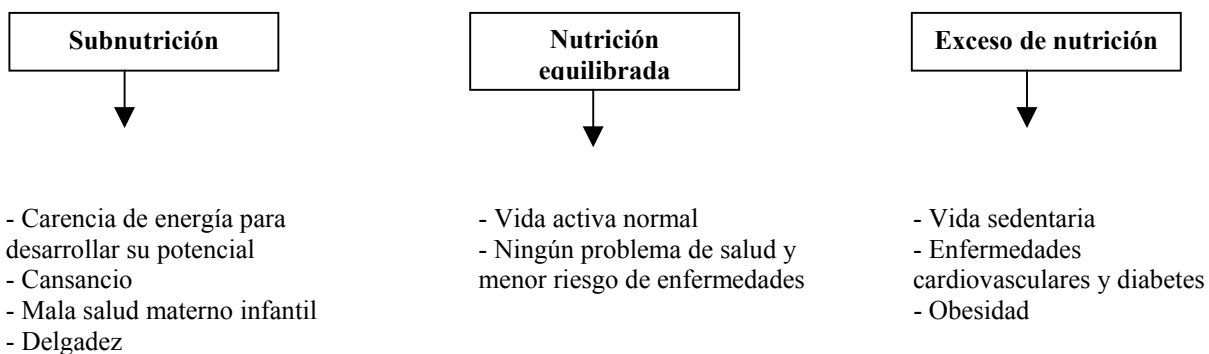 Subnutrición
Nutrición
equilibrada
Exceso de nutrición
- Carencia de energía para
desarrollar su potencial
- Cansancio
- Mala salud materno infantil
- Delgadez
- Vida activa normal
- Ningún problema de salud y
menor riesgo de enfermedades
- Vida sedentaria
- Enfermedades
cardiovasculares y diabetes
- Obesidad